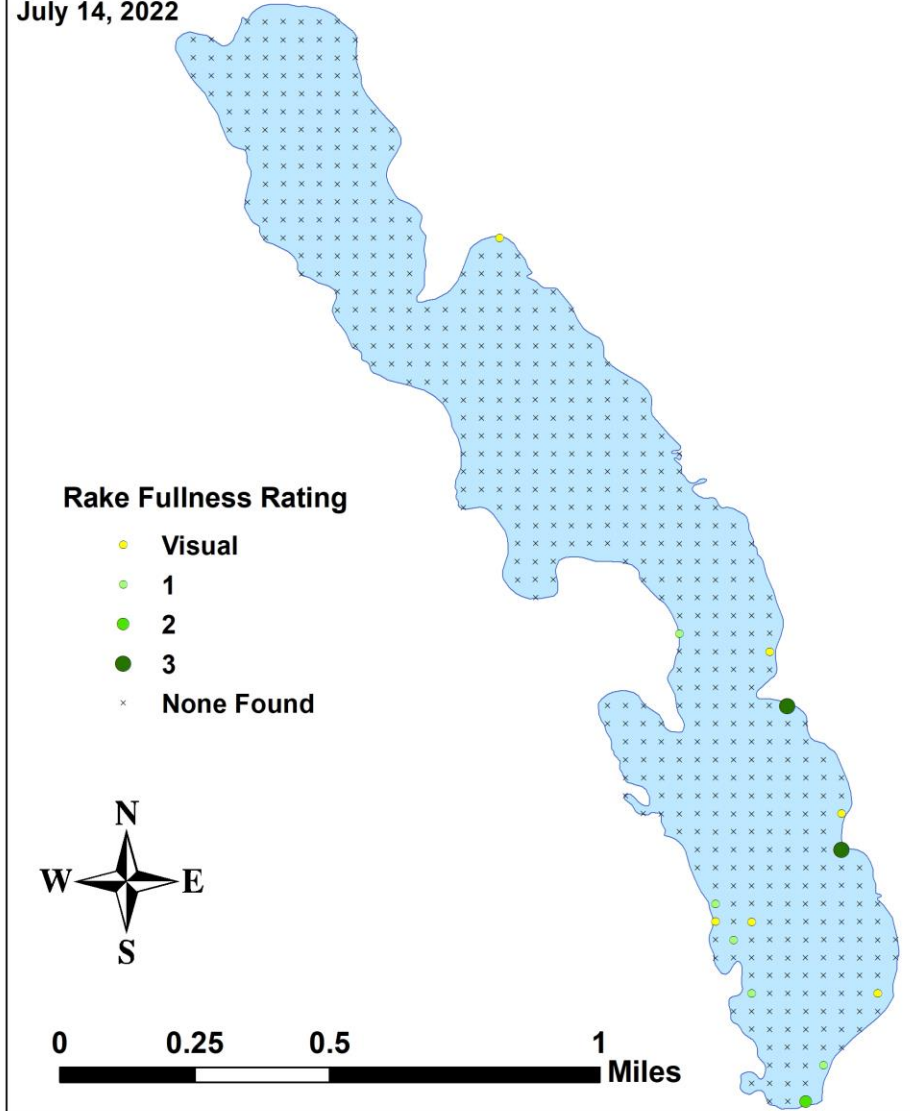 July 14, 2022
Rake Fullness Rating
Visual
1
2
3
None Found
N
W E
S
0 0.25 0.5 1
Miles